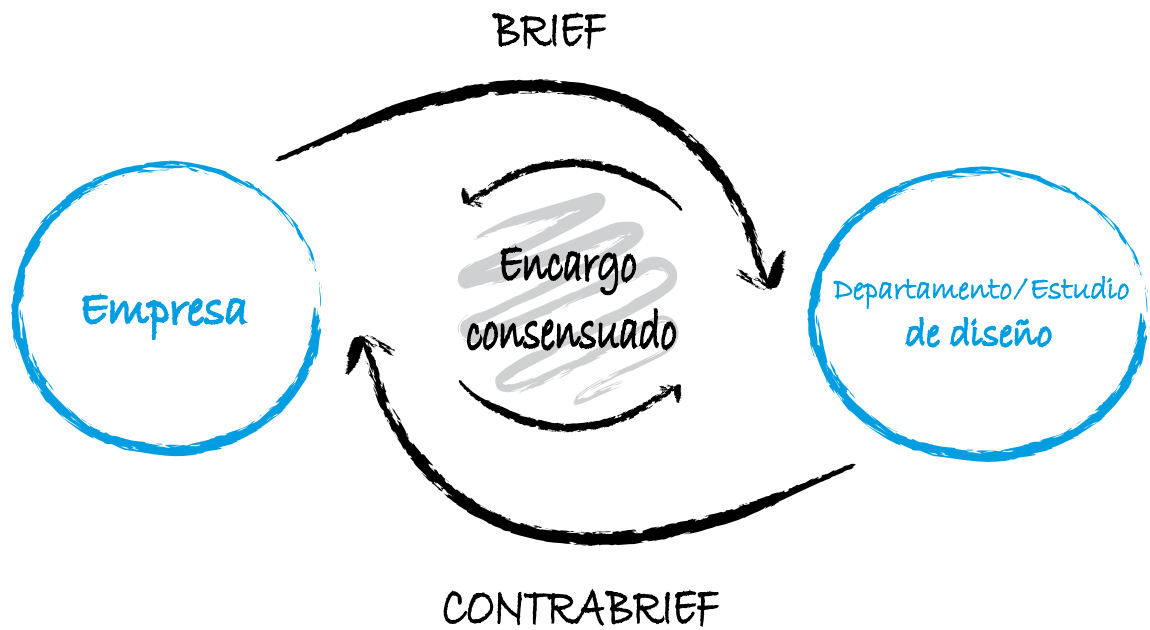 BRIEF
Empresa
Encargo
consensuado
Departamento/Estudio
de diseño
CONTRABRIEF